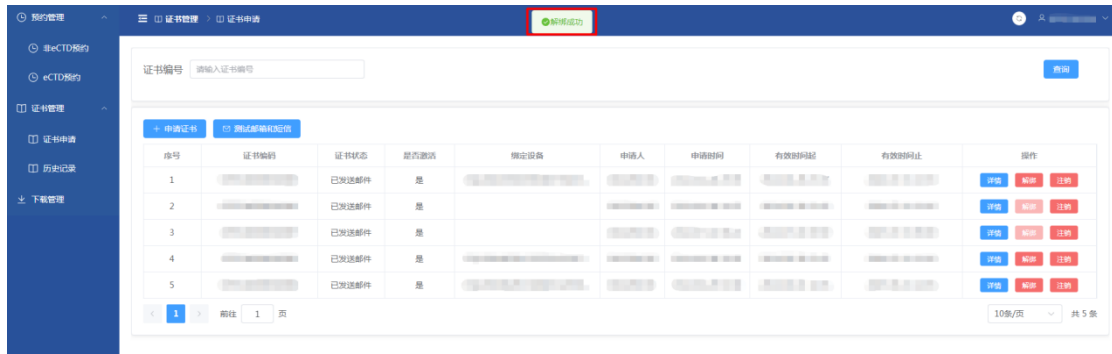 预约管理
证书管理 > 证书申请
解绑成功
非eCTD预约
eCTD预约
证书管理
证书申请
历史记录
下载管理
证书编号 请输入证书编号 查询
+ 申请证书 测试邮箱和短信
序号 证书编码 证书状态 是否激活 绑定设备 申请人 申请时间 有效时间起 有效时间止 操作
1 已发送邮件 是 详情 解绑 注销
2 已发送邮件 是 详情 解绑 注销
3 已发送邮件 是 详情 解绑 注销
4 已发送邮件 是 详情 解绑 注销
5 已发送邮件 是 详情 解绑 注销
< 1 > 前往 1 页 10条/页 共 5 条